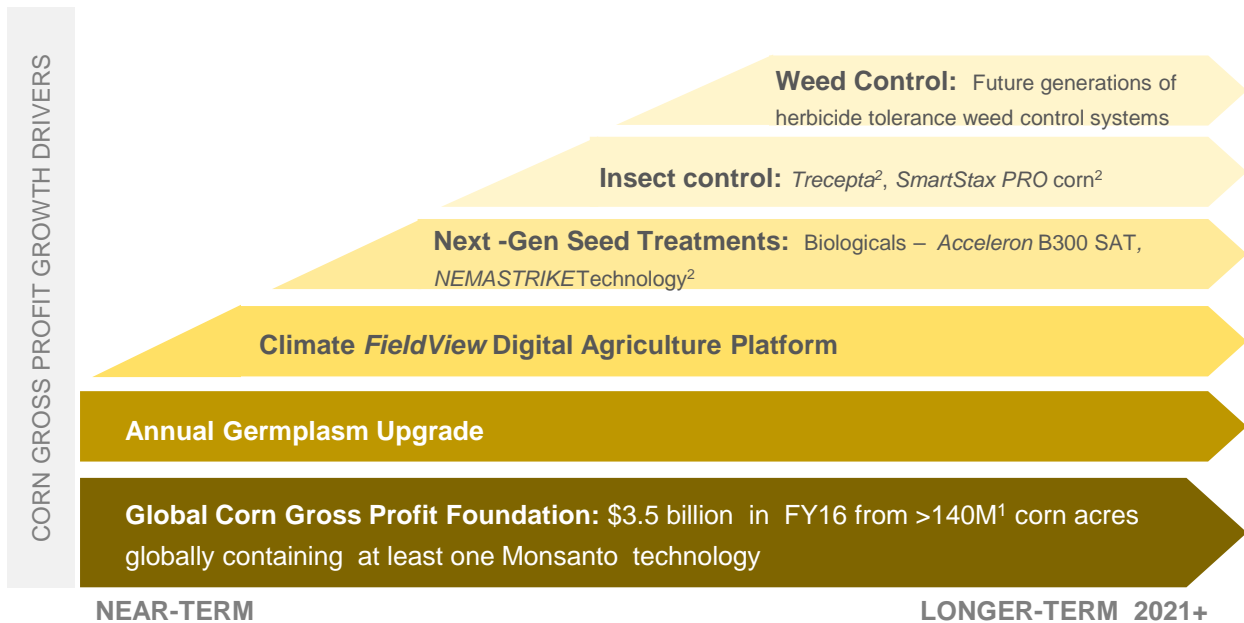 CORN GROSS PROFIT GROWTH DRIVERS
Weed Control: Future generations of
herbicide tolerance weed control systems
Insect control: Trecepta², SmartStax PRO corn²
Next -Gen Seed Treatments: Biologicals – Acceleron B300 SAT,
NEMASTRIKETechnology²
Climate FieldView Digital Agriculture Platform
Annual Germplasm Upgrade
Global Corn Gross Profit Foundation: $3.5 billion in FY16 from >140M¹ corn acres
globally containing at least one Monsanto technology
NEAR-TERM
LONGER-TERM 2021+